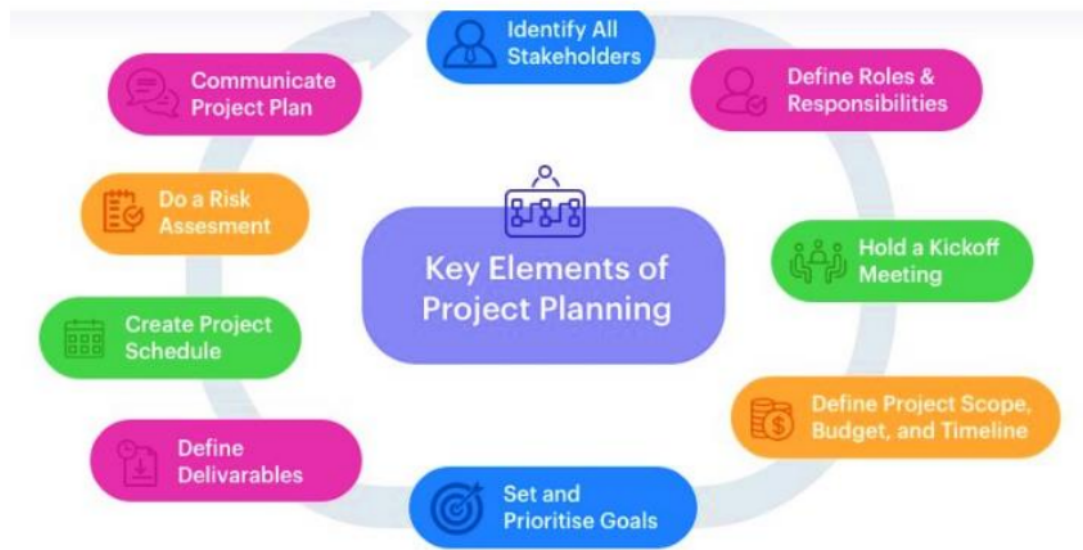 Identify All
Stakeholders
Define Roles &
Responsibilities
Hold a Kickoff
Meeting
Define Project Scope,
Budget, and Timeline
Set and
Prioritise Goals
Define
Delivarables
Create Project
Schedule
Do a Risk
Assesment
Communicate
Project Plan
Key Elements of
Project Planning